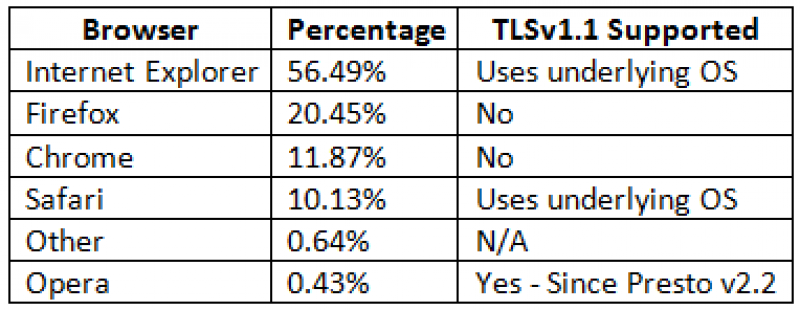 Browser Percentage TLSv1.1 Supported
Internet Explorer 56.49% Uses underlying OS
Firefox 20.45% No
Chrome 11.87% No
Safari 10.13% Uses underlying OS
Other 0.64% N/A
Opera 0.43% Yes - Since Presto v2.2